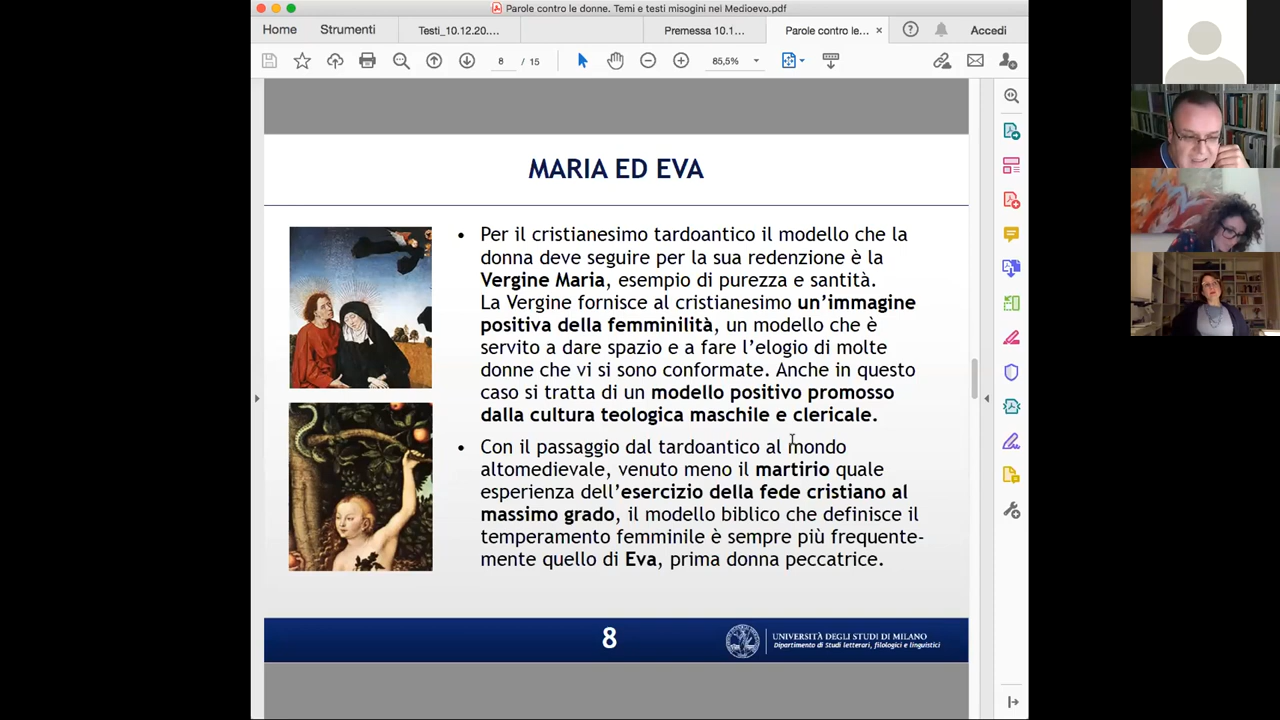 Parole contro le donne. Temi e testi misogini nel Medioevo.pdf
Home Strumenti Testi_10.12.20.... Premessa 10.1... Parole contro le... × Accedi
8 / 15 85,5%
MARIA ED EVA
• Per il cristianesimo tardoantico il modello che la
donna deve seguire per la sua redenzione è la
Vergine Maria, esempio di purezza e santità.
La Vergine fornisce al cristianesimo un’immagine
positiva della femminilità, un modello che è
servito a dare spazio e a fare l’elogio di molte
donne che vi si sono conformate. Anche in questo
caso si tratta di un modello positivo promosso
dalla cultura teologica maschile e clericale.
• Con il passaggio dal tardoantico al mondo
altomedievale, venuto meno il martirio quale
esperienza dell’esercizio della fede cristiano al
massimo grado, il modello biblico che definisce il
temperamento femminile è sempre più frequente-
mente quello di Eva, prima donna peccatrice.
8
UNIVERSITÀ DEGLI STUDI DI MILANO
Dipartimento di Studi letterari, filologici e linguistici